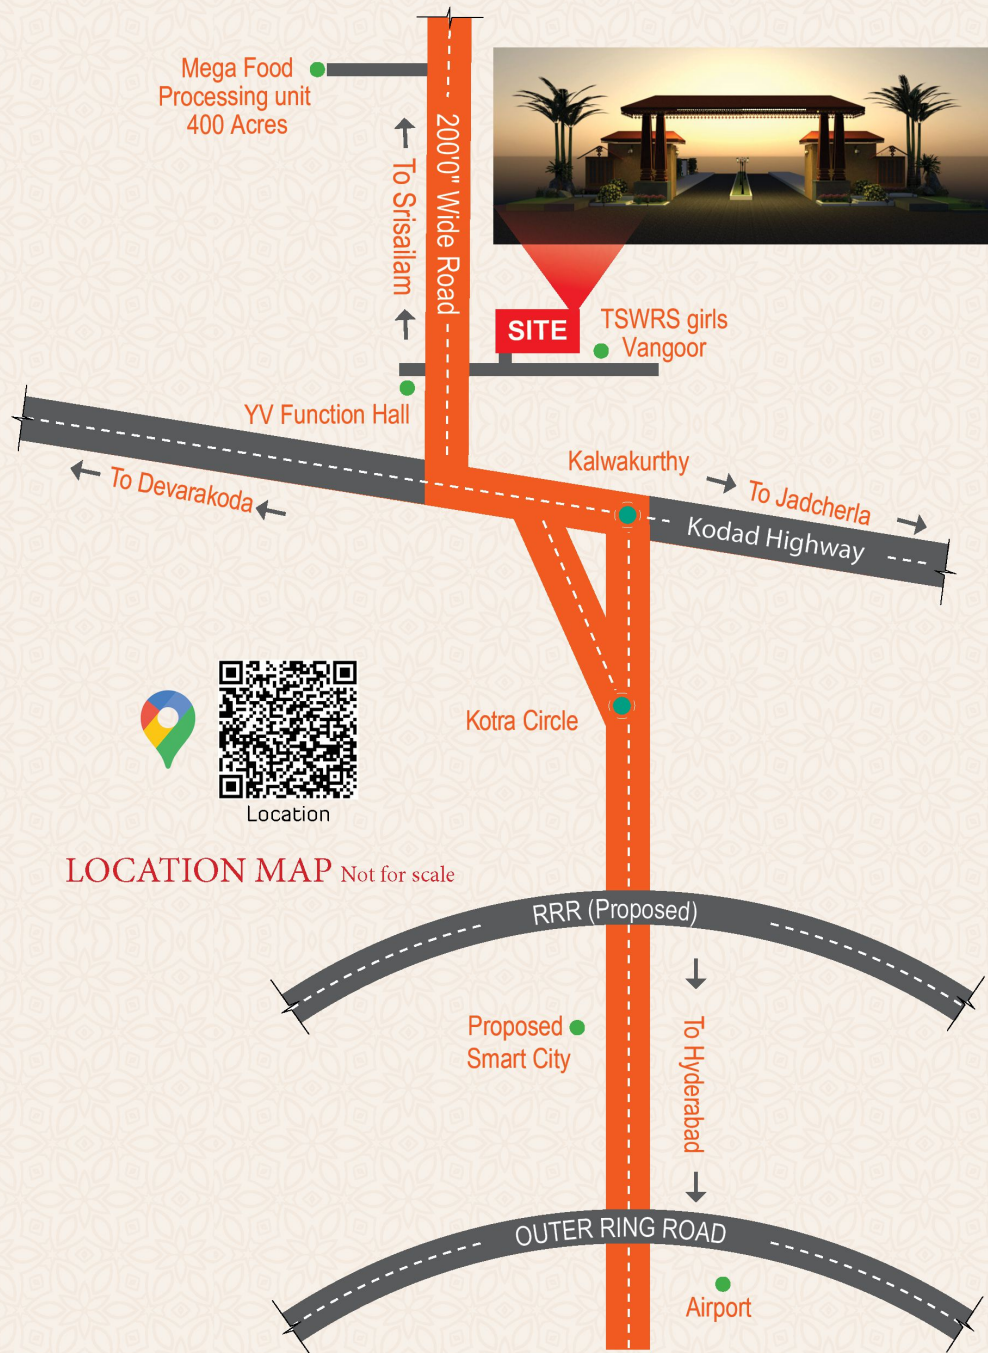 Mega Food
Processing unit
400 Acres
200'0" Wide Road
To Srisailam
SITE
TSWRS girls
Vangoor
YV Function Hall
Kalwakurthy
To Devarakoda
To Jadcherla
Kodad Highway
Kotra Circle
Location
LOCATION MAP Not for scale
RRR (Proposed)
Proposed
Smart City
To Hyderabad
OUTER RING ROAD
Airport